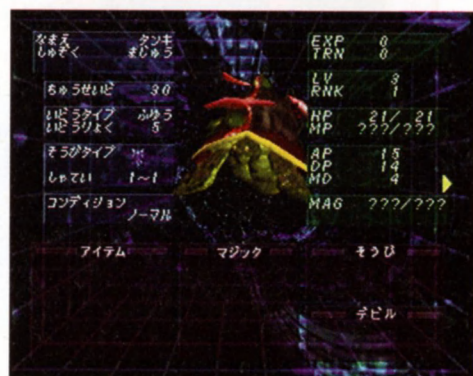 なまえ タンキ
しゅぞく まじゅう
ちゅうせいど 30
いどうタイプ ふゆう
いどうりょく 5
そうびタイプ
しゃてい 1~1
コンディション
ノーマル
EXP 0
TRN 0
LV 3
RNK 1
HP 21/ 21
MP ???/???
AP 15
DP 14
MD 4
MAG ???/???
アイテム マジック そうび
デビル